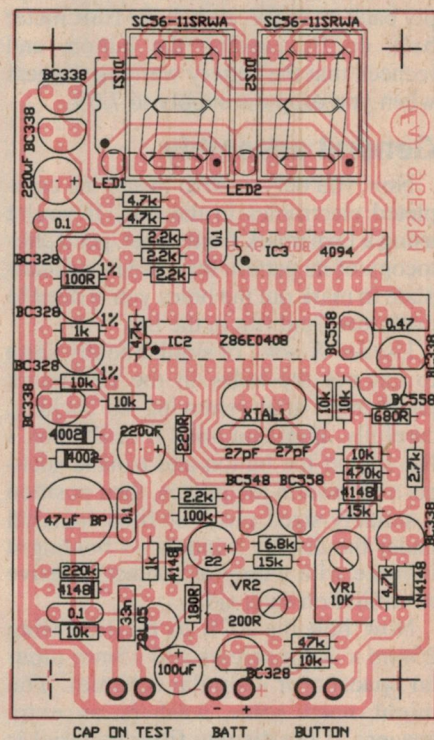 SC56-11SRWA SC56-11SRWA
BC338
DIS1
DIS2
BC338
220uF
LED1 LED2
EA
96ESR1
4.7k
4.7k
0.1
2.2k
0.1
BC328
2.2k
IC3 4094
2.2k
100R 1%
BC328
1k 1%
4.7k
IC2 Z86E0408
BC558
0.47
BC338
BC328
10k 1%
BC338
10k
XTAL1
10k
10k
BC558
680R
4002
220uF
220R
27pF 27pF
10k
4002
BC548 BC558
470k
2.7k
4148
47uF BP
0.1
2.2k
100k
15k
BC338
6.8k
22
15k
1k
4148
220k
4148
VR2
200R
VR1
10K
4.7k
1N4148
0.1
33n
78L05
180R
10k
47k
100uF
10k
BC328
- +
CAP ON TEST BATT BUTTON